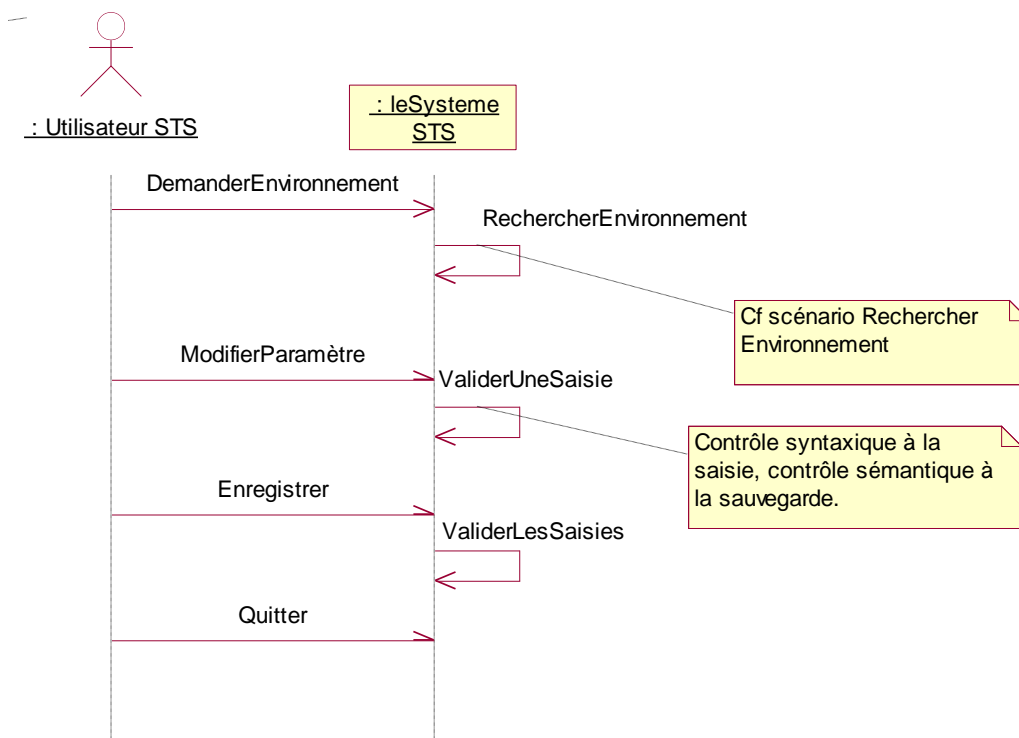 : Utilisateur STS
: leSysteme
STS
DemanderEnvironnement
RechercherEnvironnement
Cf scénario Rechercher
Environnement
ModifierParamètre
ValiderUneSaisie
Contrôle syntaxique à la
saisie, contrôle sémantique à
la sauvegarde.
Enregistrer
ValiderLesSaisies
Quitter